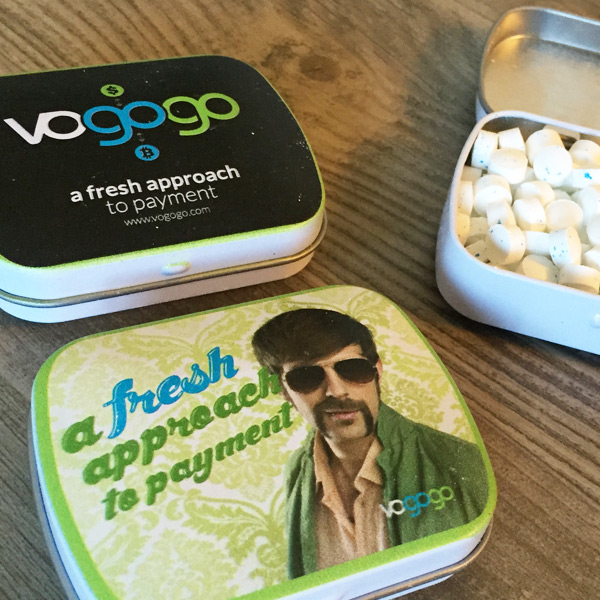 $
vogogo
₿
a fresh approach
to payment
www.vogogo.com
a fresh
approach
to payment
vogogo